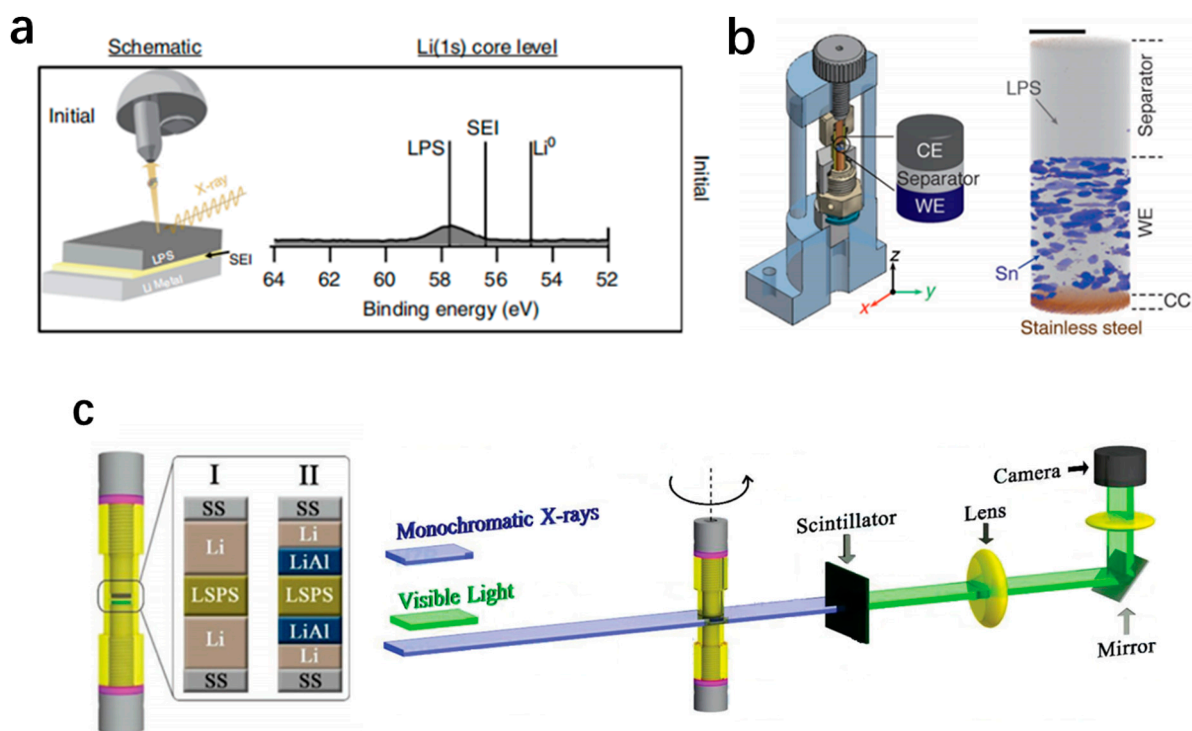 a
Schematic
Li(1s) core level
Initial
X-ray
LPS
SEI
Li Metal
LPS
SEI
Li⁰
Initial
64 62 60 58 56 54 52
Binding energy (eV)
b
CE
Separator
WE
z
y
x
LPS
Sn
Separator
WE
CC
Stainless steel
c
I
II
SS
Li
LSPS
Li
SS
SS
Li
LiAl
LSPS
LiAl
Li
SS
Monochromatic X-rays
Visible Light
Scintillator
Lens
Camera
Mirror